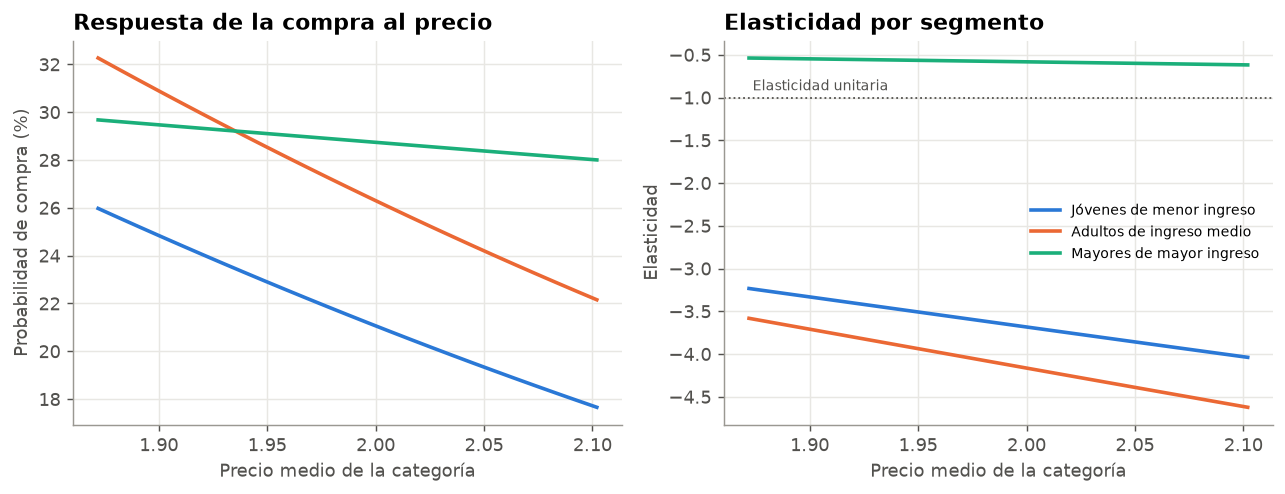 Respuesta de la compra al precio
Probabilidad de compra (%)
32
30
28
26
24
22
20
18
1.90
1.95
2.00
2.05
2.10
Precio medio de la categoría
Elasticidad por segmento
Elasticidad
−0.5
−1.0
−1.5
−2.0
−2.5
−3.0
−3.5
−4.0
−4.5
Elasticidad unitaria
Jóvenes de menor ingreso
Adultos de ingreso medio
Mayores de mayor ingreso
1.90
1.95
2.00
2.05
2.10
Precio medio de la categoría